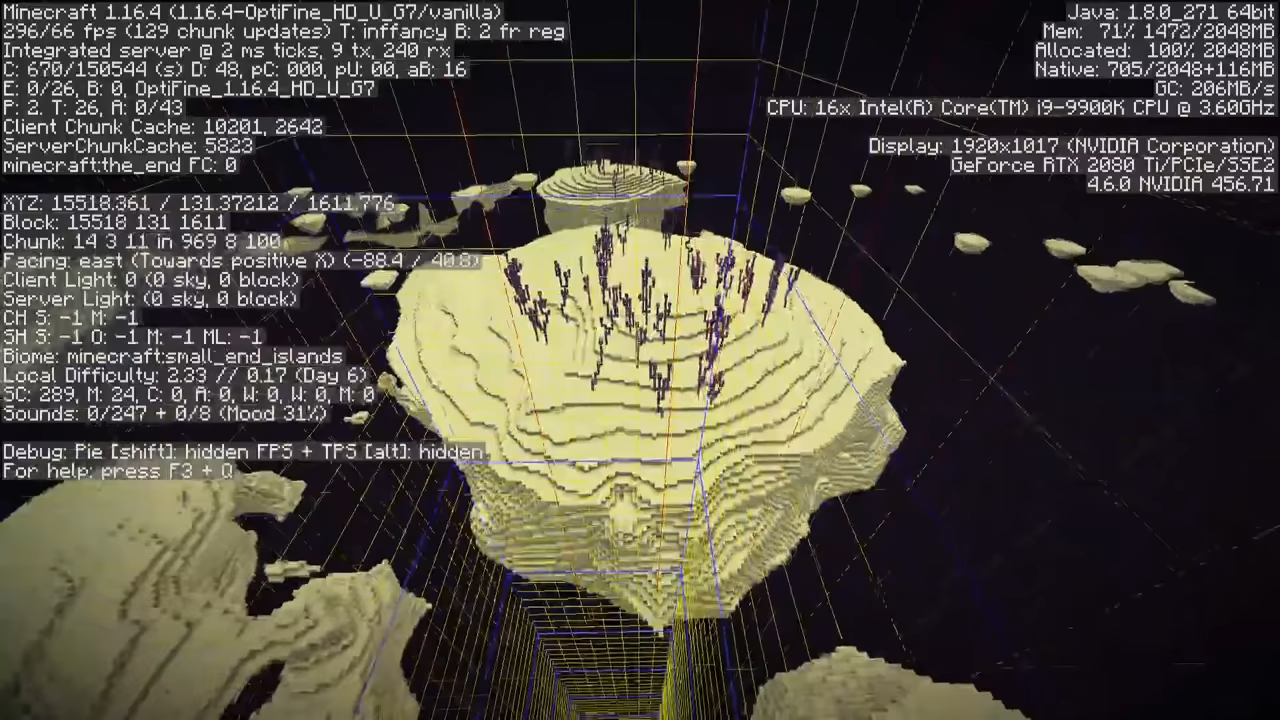 Minecraft 1.16.4 (1.16.4-OptiFine_HD_U_G7/vanilla)
296/66 fps (129 chunk updates) T: inffancy B: 2 fr reg
Integrated server @ 2 ms ticks, 9 tx, 240 rx
C: 670/150544 (s) D: 48, pC: 000, pU: 00, aB: 16
E: 0/26, B: 0, OptiFine_1.16.4_HD_U_G7
P: 2. T: 26, A: 0/43
Client Chunk Cache: 10201, 2642
ServerChunkCache: 5823
minecraft:the_end FC: 0
XYZ: 15518.361 / 131.37212 / 1611.776
Block: 15518 131 1611
Chunk: 14 3 11 in 969 8 100
Facing: east (Towards positive X) (-88.4 / 40.8)
Client Light: 0 (0 sky, 0 block)
Server Light: (0 sky, 0 block)
CH S: -1 M: -1
SH S: -1 O: -1 M: -1 ML: -1
Biome: minecraft:small_end_islands
Local Difficulty: 2.33 // 0.17 (Day 6)
SC: 289, M: 24, C: 0, A: 0, W: 0, W: 0, M: 0
Sounds: 0/247 + 0/8 (Mood 31%)
Debug: Pie [shift]: hidden FPS + TPS [alt]: hidden
For help: press F3 + Q
Java: 1.8.0_271 64bit
Mem: 71% 1472/2048MB
Allocated: 100% 2048MB
Native: 705/2048+116MB
GC: 206MB/s
CPU: 16x Intel(R) Core(TM) i9-9900K CPU @ 3.60GHz
Display: 1920x1017 (NVIDIA Corporation)
GeForce RTX 2080 Ti/PCIe/SSE2
4.6.0 NVIDIA 456.71